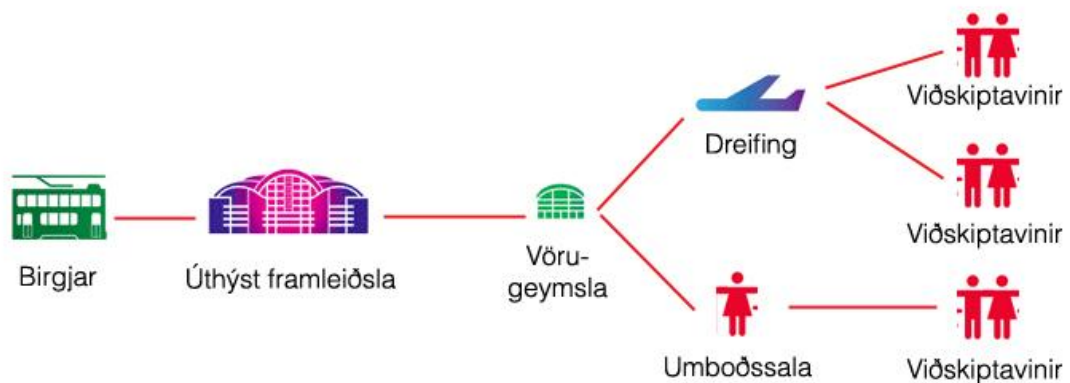 Viðskiptavinir
Dreifing
Viðskiptavinir
Birgjar
Úthýst framleiðsla
Vöru-
geymsla
Umboðssala
Viðskiptavinir